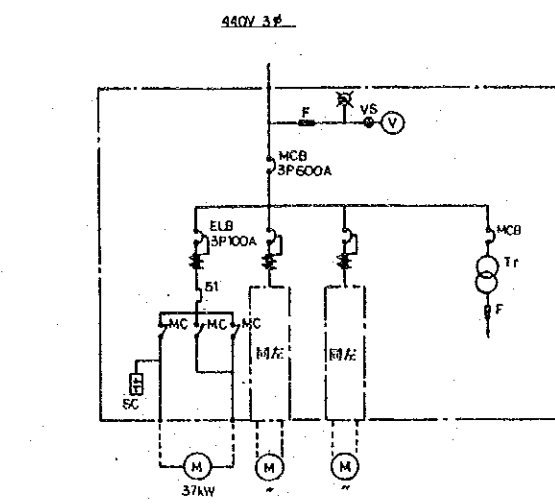 440V 3φ
F
VS
V
MCB
3P600A
ELB
3P100A
MCB
Tr
51
F
MC
MC
MC
同左
同左
SC
M
M
M
37kW
〃
〃